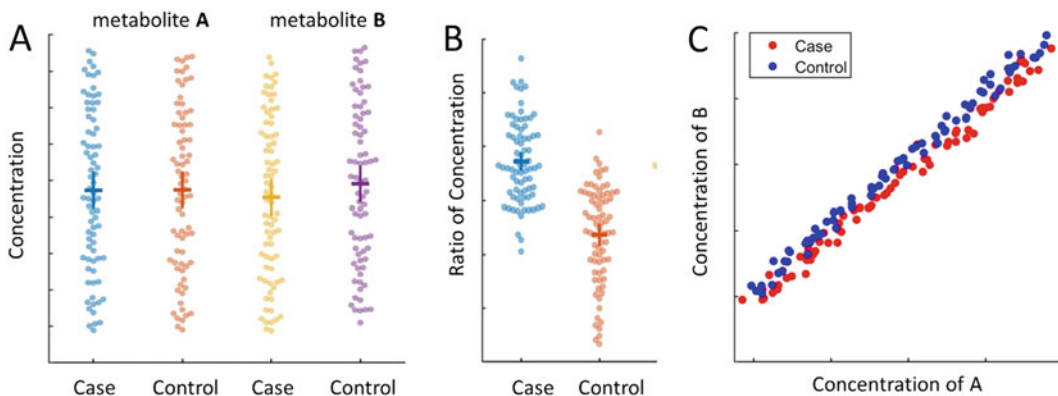 A
metabolite A
metabolite B
Concentration
Case
Control
Case
Control
B
Ratio of Concentration
Case
Control
C
Case
Control
Concentration of B
Concentration of A